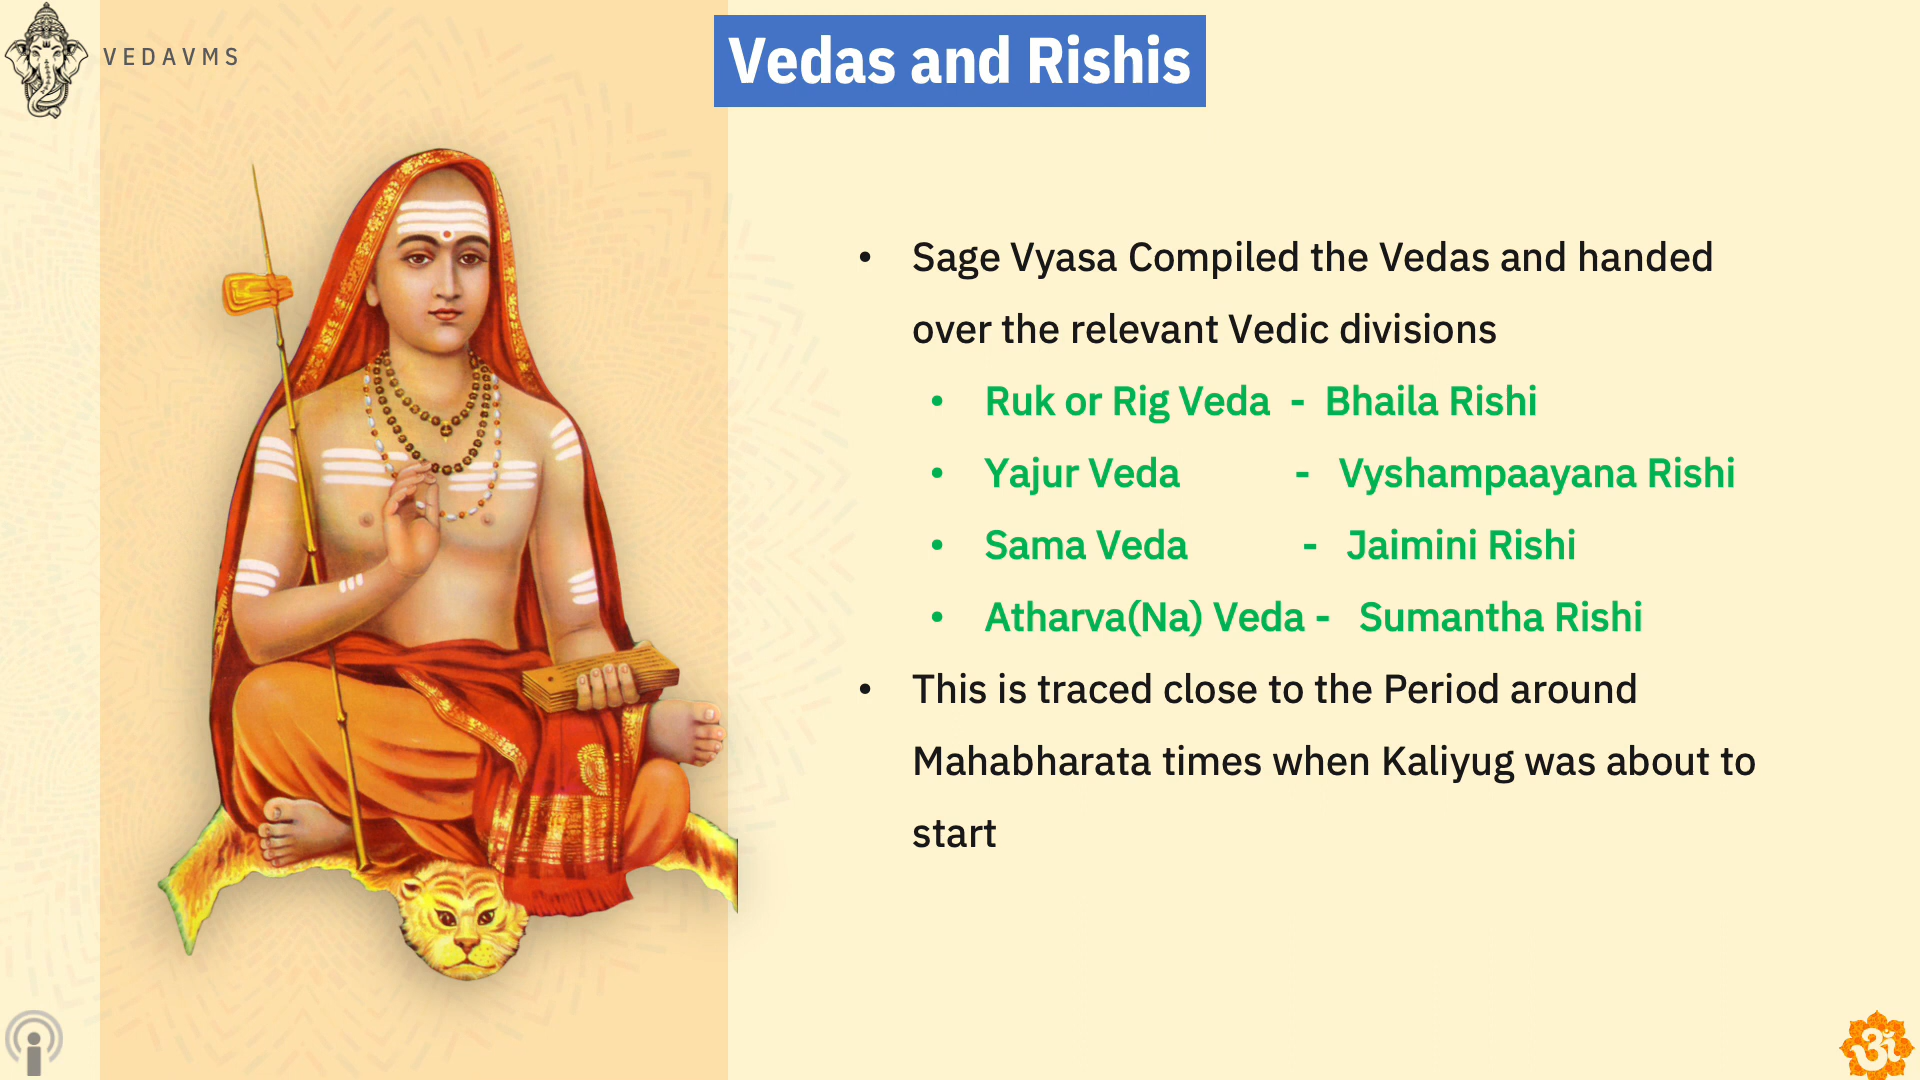 VEDAVMS
Vedas and Rishis
• Sage Vyasa Compiled the Vedas and handed
over the relevant Vedic divisions
• Ruk or Rig Veda - Bhaila Rishi
• Yajur Veda - Vyshampaayana Rishi
• Sama Veda - Jaimini Rishi
• Atharva(Na) Veda - Sumantha Rishi
• This is traced close to the Period around
Mahabharata times when Kaliyug was about to
start
ॐ